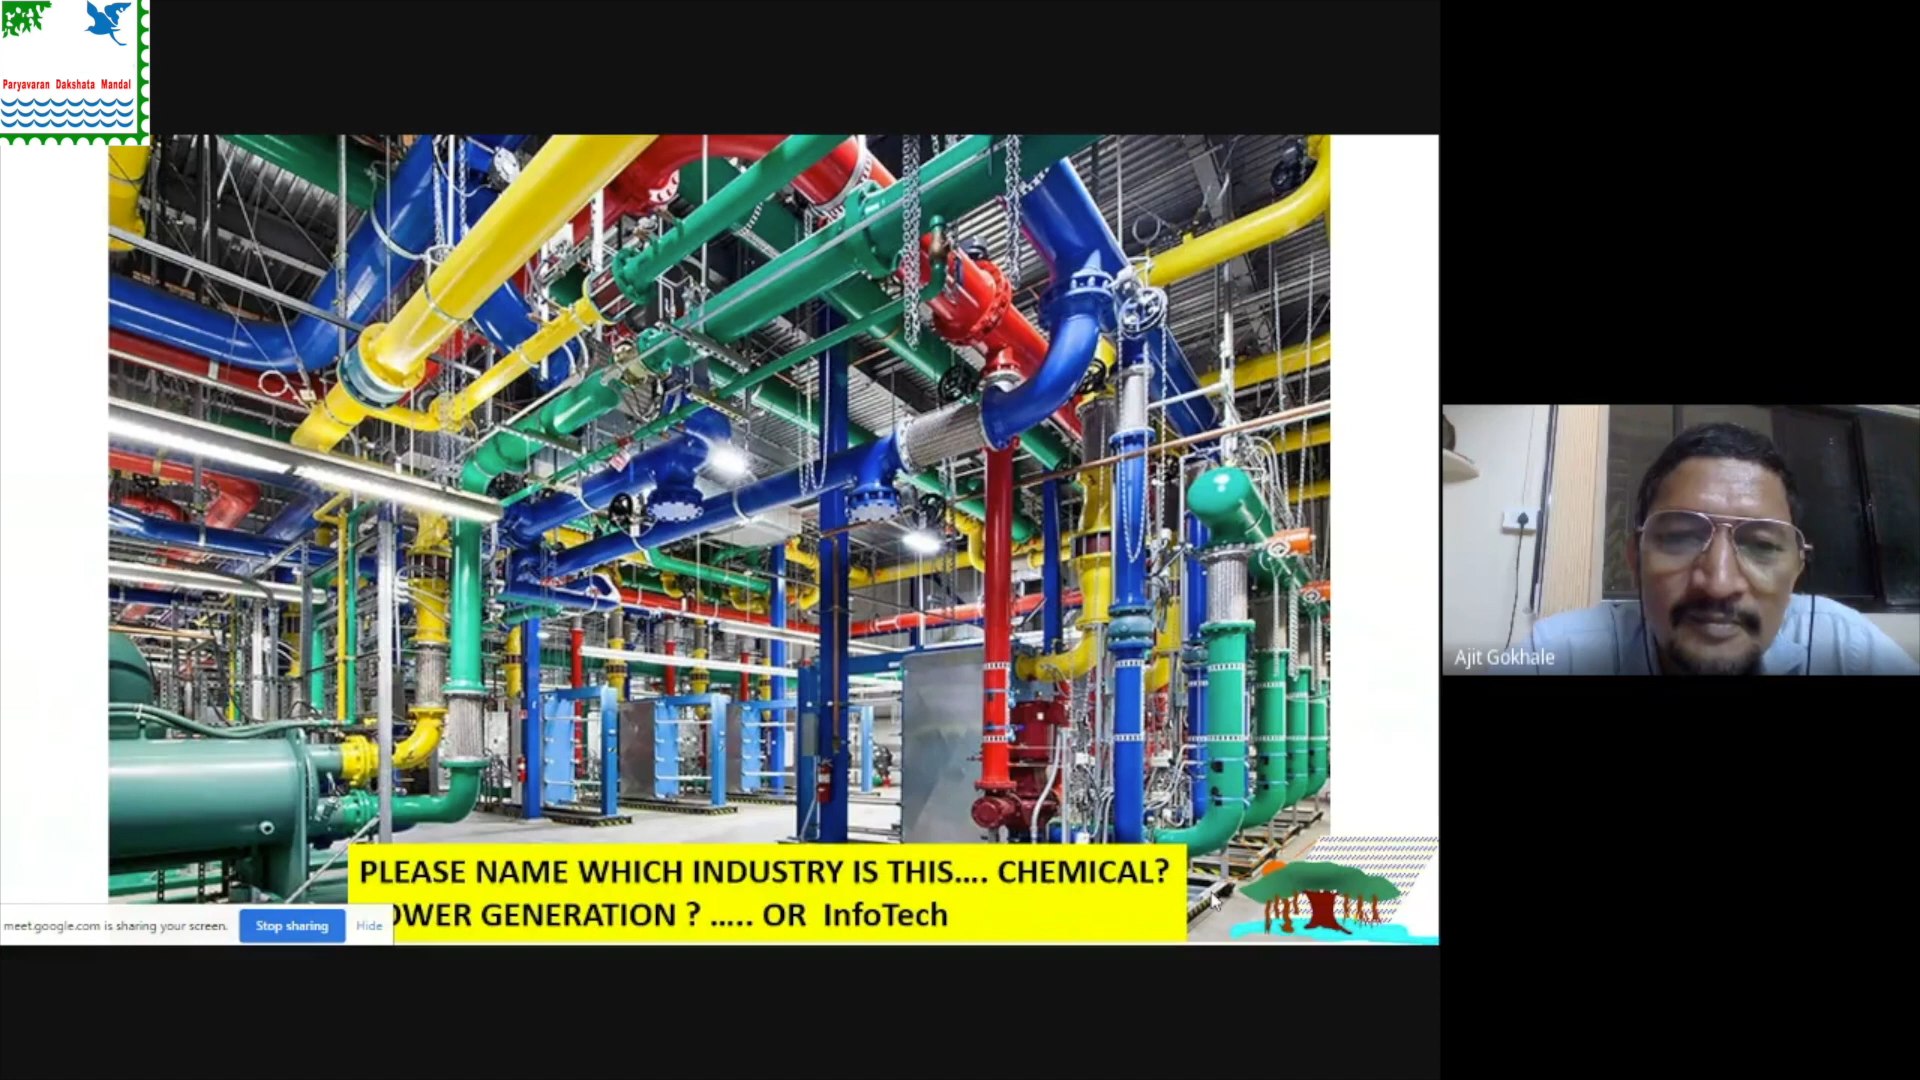 Paryavaran Dakshata Mandal
PLEASE NAME WHICH INDUSTRY IS THIS.... CHEMICAL?
OWER GENERATION ? ..... OR InfoTech
meet.google.com is sharing your screen.
Stop sharing
Hide
Ajit Gokhale